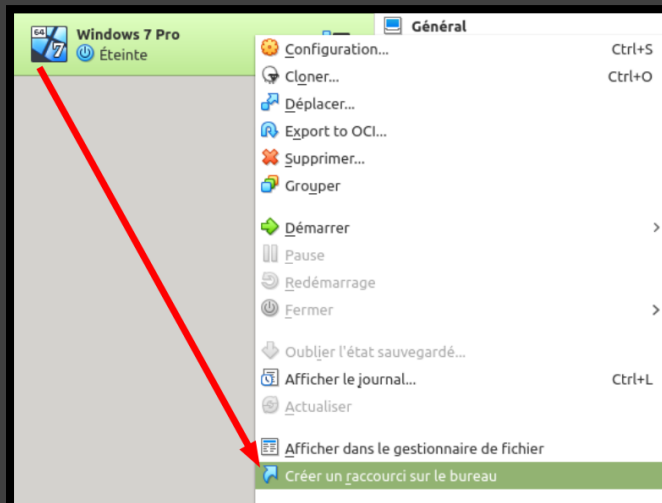 64
7
Windows 7 Pro
Éteinte
Général
Configuration... Ctrl+S
Cloner... Ctrl+O
Déplacer...
Export to OCI...
Supprimer...
Grouper
Démarrer
Pause
Redémarrage
Fermer
Oublier l'état sauvegardé...
Afficher le journal... Ctrl+L
Actualiser
Afficher dans le gestionnaire de fichier
Créer un raccourci sur le bureau